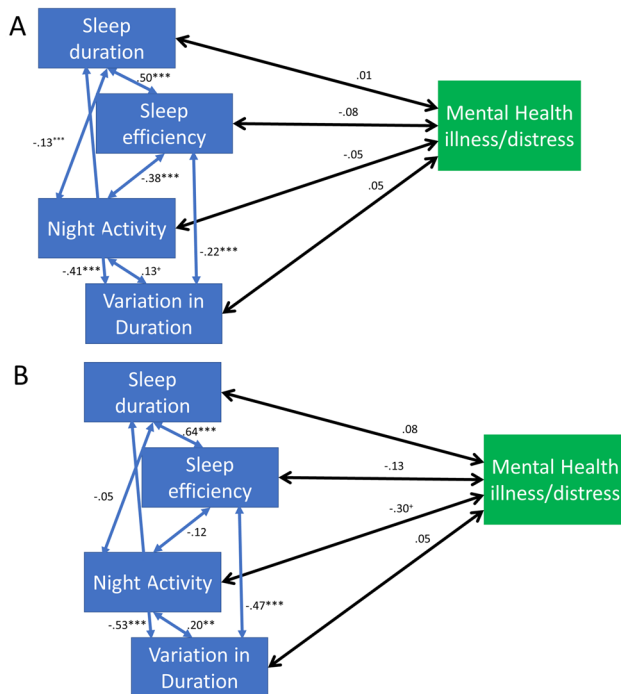 A
Sleep
duration
.01
.50***
Sleep
efficiency
Mental Health
illness/distress
-.08
-.13***
-.05
-.38***
.05
Night Activity
-.22***
-.41***
.13⁺
Variation in
Duration
B
Sleep
duration
.08
.64***
Sleep
efficiency
Mental Health
illness/distress
-.13
-.05
-.30⁺
-.12
.05
Night Activity
-.47***
-.53***
.20**
Variation in
Duration